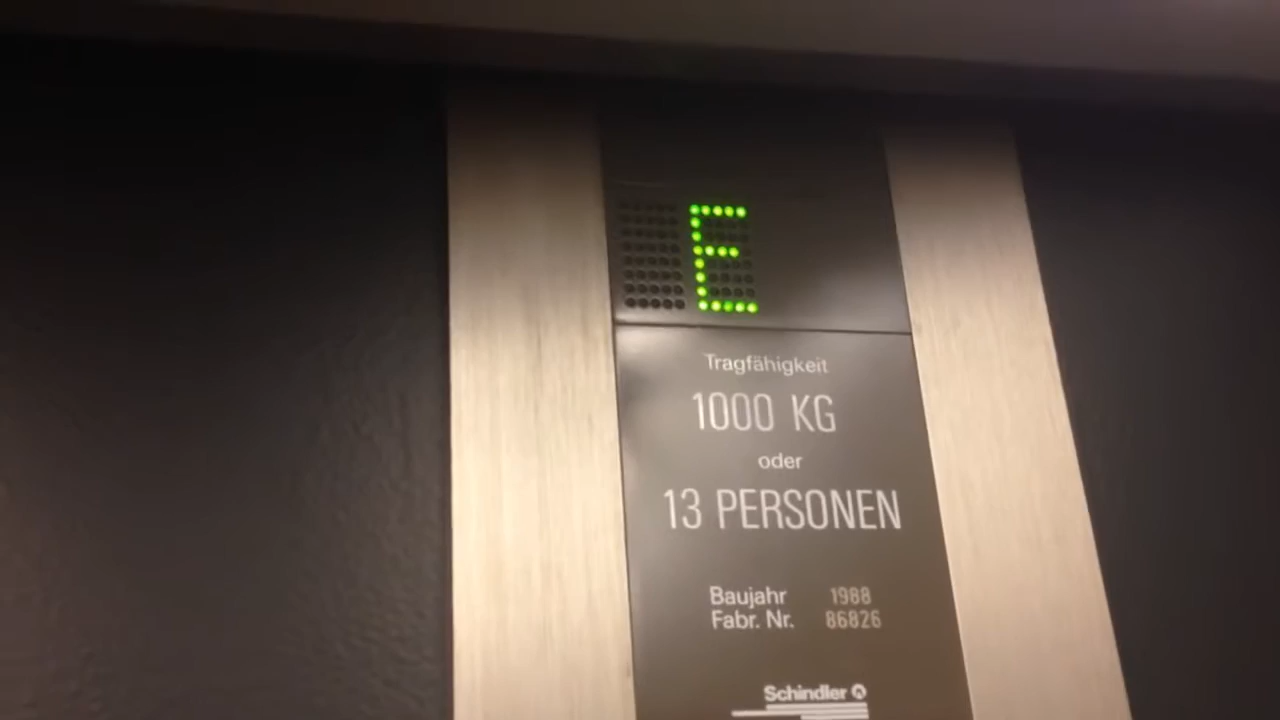 E
Tragfähigkeit
1000 KG
oder
13 PERSONEN
Baujahr 1988
Fabr. Nr. 86826
Schindler